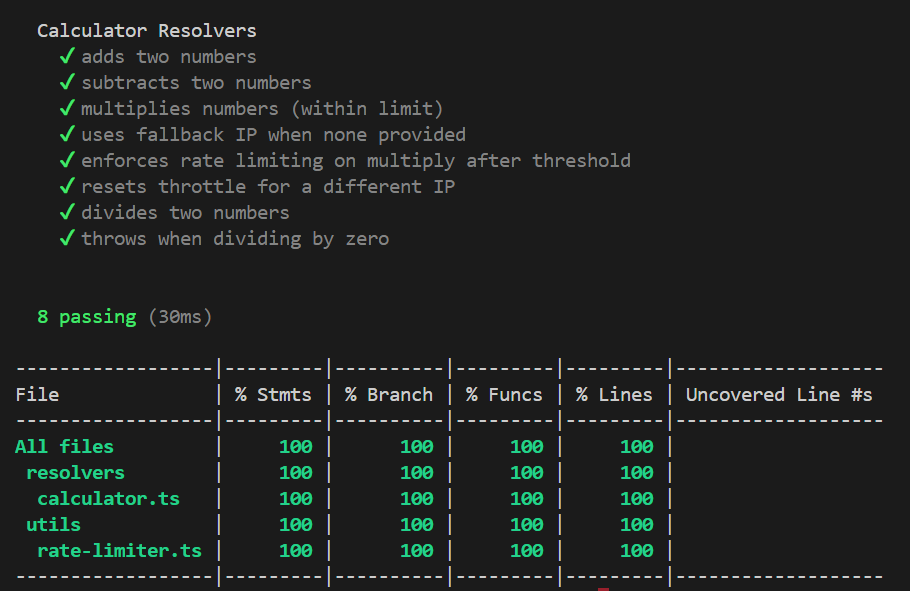 Calculator Resolvers
✓ adds two numbers
✓ subtracts two numbers
✓ multiplies numbers (within limit)
✓ uses fallback IP when none provided
✓ enforces rate limiting on multiply after threshold
✓ resets throttle for a different IP
✓ divides two numbers
✓ throws when dividing by zero
8 passing (30ms)
------------------|---------|----------|---------|---------|-------------------
File              | % Stmts | % Branch | % Funcs | % Lines | Uncovered Line #s
------------------|---------|----------|---------|---------|-------------------
All files         |     100 |      100 |     100 |     100 |
 resolvers        |     100 |      100 |     100 |     100 |
  calculator.ts   |     100 |      100 |     100 |     100 |
 utils            |     100 |      100 |     100 |     100 |
  rate-limiter.ts |     100 |      100 |     100 |     100 |
------------------|---------|----------|---------|---------|-------------------